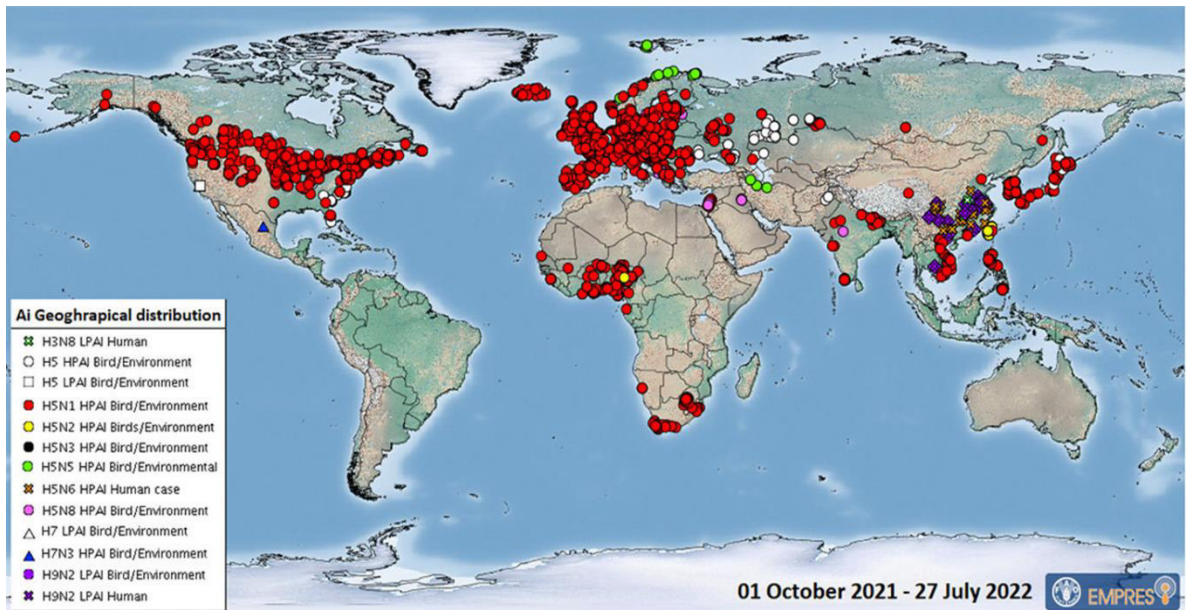 Ai Geoghrapical distribution
H3N8 LPAI Human
H5 HPAI Bird/Environment
H5 LPAI Bird/Environment
H5N1 HPAI Bird/Environment
H5N2 HPAI Birds/Environment
H5N3 HPAI Bird/Environment
H5N5 HPAI Bird/Environmental
H5N6 HPAI Human case
H5N8 HPAI Bird/Environment
H7 LPAI Bird/Environment
H7N3 HPAI Bird/Environment
H9N2 LPAI Bird/Environment
H9N2 LPAI Human
01 October 2021 - 27 July 2022
EMPRES